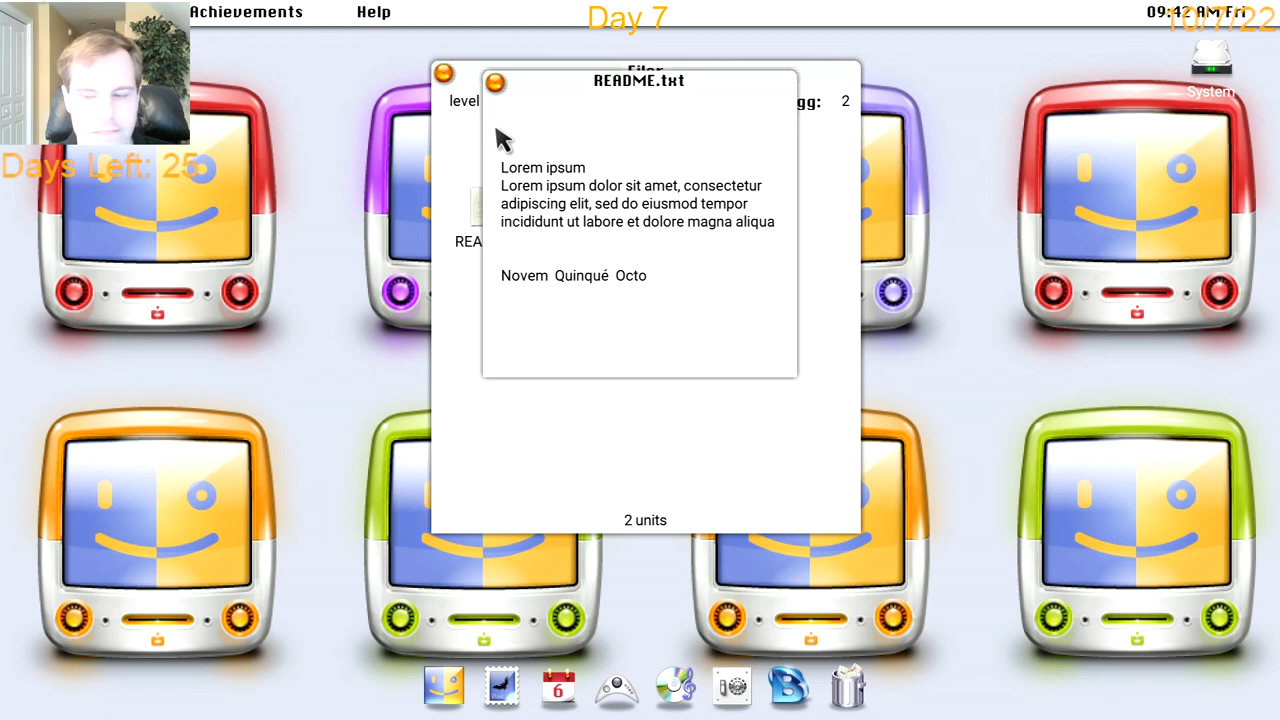 Achievements Help
Day 7
09:42 AM Fri
10/7/22
System
Days Left: 25
README.txt
level
gg: 2
Lorem ipsum
Lorem ipsum dolor sit amet, consectetur
adipiscing elit, sed do eiusmod tempor
incididunt ut labore et dolore magna aliqua
REA
Novem Quinqué Octo
2 units
6